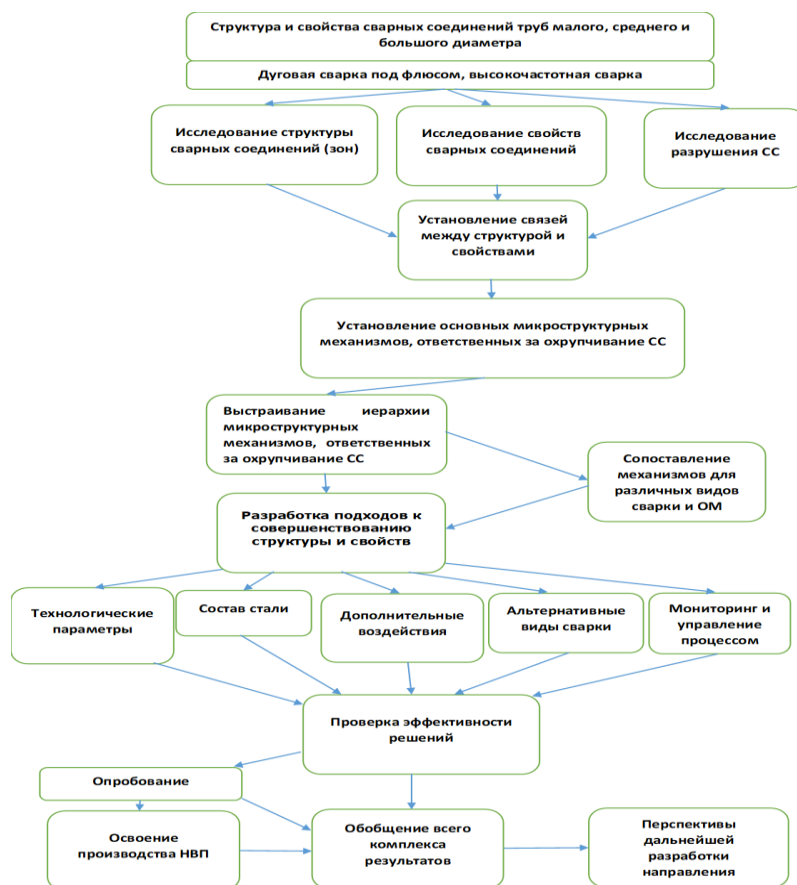 Структура и свойства сварных соединений труб малого, среднего и
большого диаметра
Дуговая сварка под флюсом, высокочастотная сварка
Исследование структуры
сварных соединений (зон)
Исследование свойств
сварных соединений
Исследование
разрушения СС
Установление связей
между структурой и
свойствами
Установление основных микроструктурных
механизмов, ответственных за охрупчивание СС
Выстраивание иерархии
микроструктурных
механизмов, ответственных
за охрупчивание СС
Сопоставление
механизмов для
различных видов
сварки и ОМ
Разработка подходов к
совершенствованию
структуры и свойств
Технологические
параметры
Состав стали
Дополнительные
воздействия
Альтернативные
виды сварки
Мониторинг и
управление
процессом
Проверка эффективности
решений
Опробование
Освоение
производства НВП
Обобщение всего
комплекса
результатов
Перспективы
дальнейшей
разработки
направления